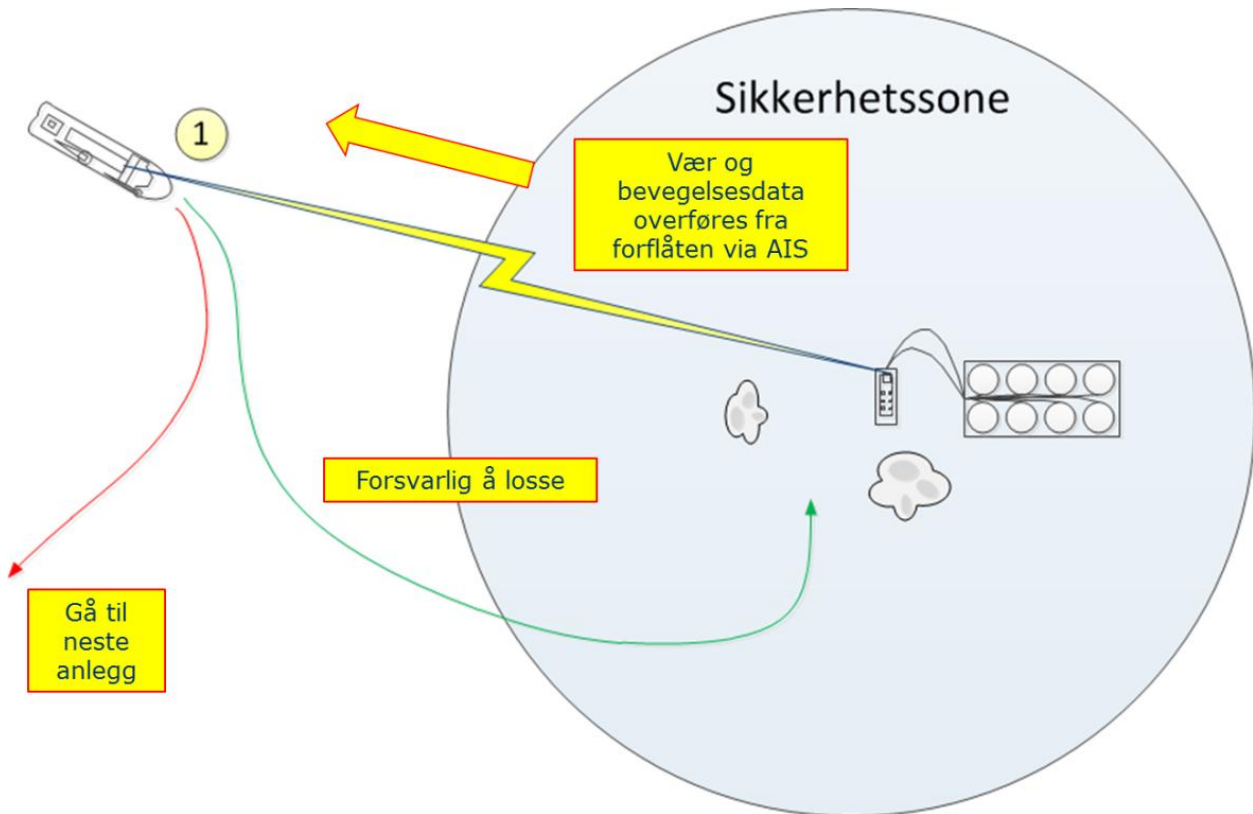 Sikkerhetssone
1
Vær og
bevegelsesdata
overføres fra
forflåten via AIS
Forsvarlig å losse
Gå til
neste
anlegg